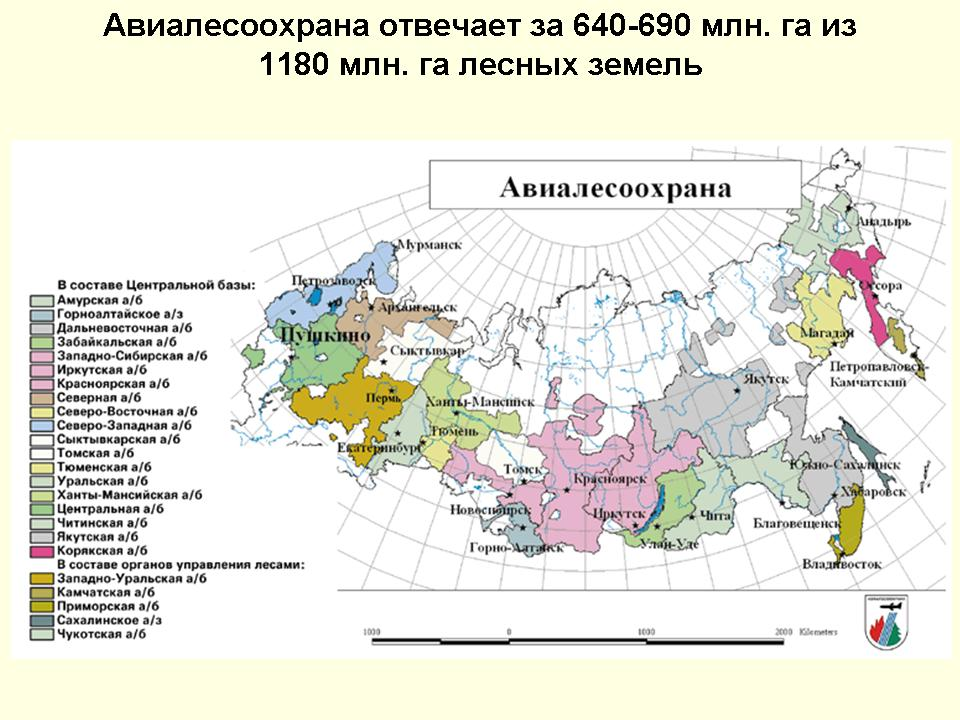 Авиалесоохрана отвечает за 640-690 млн. га из
1180 млн. га лесных земель
Авиалесоохрана
Анадырь
Мурманск
Оссора
Петрозаводск
В составе Центральной базы:
Амурская а/б
Архангельск
Горноалтайское а/з
Дальневосточная а/б
Пушкино
Магадан
Забайкальская а/б
Сыктывкар
Западно-Сибирская а/б
Петропавловск-
Камчатский
Иркутская а/б
Якутск
Красноярская а/б
Северная а/б
Пермь
Ханты-Мансийск
Северо-Восточная а/б
Северо-Западная а/б
Тюмень
Сыктывкарская а/б
Екатеринбург
Томская а/б
Томск
Южно-Сахалинск
Тюменская а/б
Красноярск
Уральская а/б
Хабаровск
Ханты-Мансийская а/б
Новосибирск
Иркутск
Чита
Центральная а/б
Благовещенск
Читинская а/б
Якутская а/б
Горно-Алтайск
Улан-Уде
Корякская а/б
Владивосток
В составе органов управления лесами:
Западно-Уральская а/б
Камчатская а/б
Приморская а/б
Сахалинское а/з
Чукотская а/б
1000 0 1000 2000 Kilometers